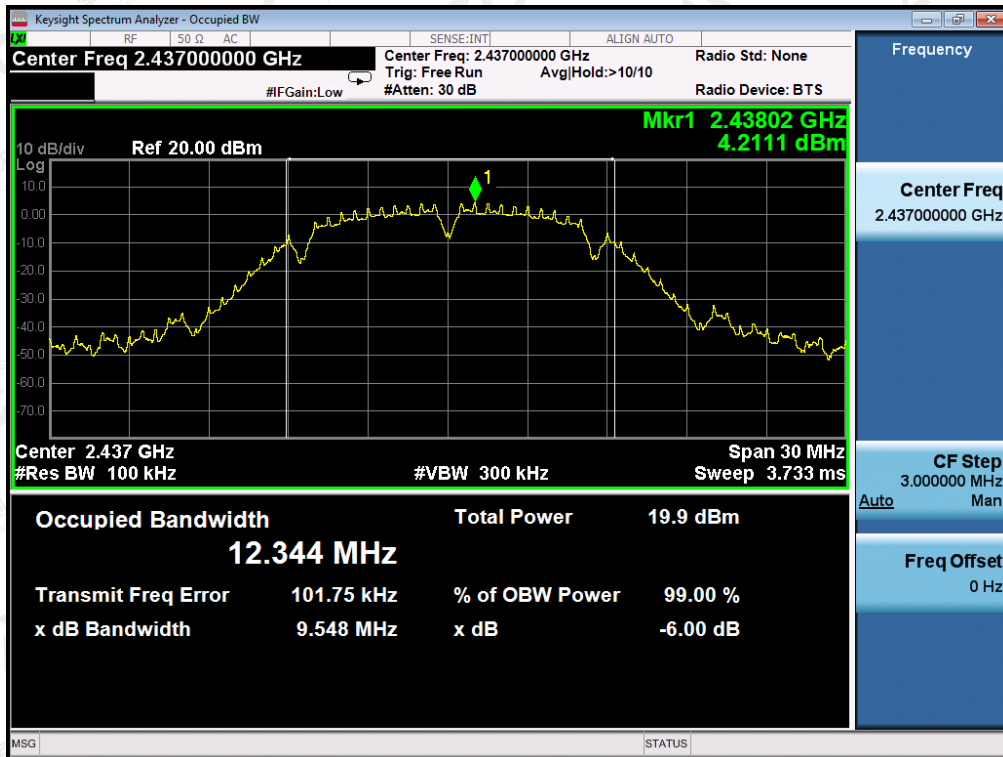 Keysight Spectrum Analyzer - Occupied BW
LXI
RF 50 Ω AC SENSE:INT ALIGN AUTO
Center Freq 2.437000000 GHz
Center Freq: 2.437000000 GHz Radio Std: None
Trig: Free Run Avg|Hold:>10/10
#IFGain:Low #Atten: 30 dB Radio Device: BTS
Mkr1 2.43802 GHz
4.2111 dBm
10 dB/div Ref 20.00 dBm
Log
1
10.0
0.00
-10.0
-20.0
-30.0
-40.0
-50.0
-60.0
-70.0
Center 2.437 GHz Span 30 MHz
#Res BW 100 kHz #VBW 300 kHz Sweep 3.733 ms
Occupied Bandwidth Total Power 19.9 dBm
12.344 MHz
Transmit Freq Error 101.75 kHz % of OBW Power 99.00 %
x dB Bandwidth 9.548 MHz x dB -6.00 dB
MSG STATUS
Frequency
Center Freq
2.437000000 GHz
CF Step
3.000000 MHz
Auto Man
Freq Offset
0 Hz